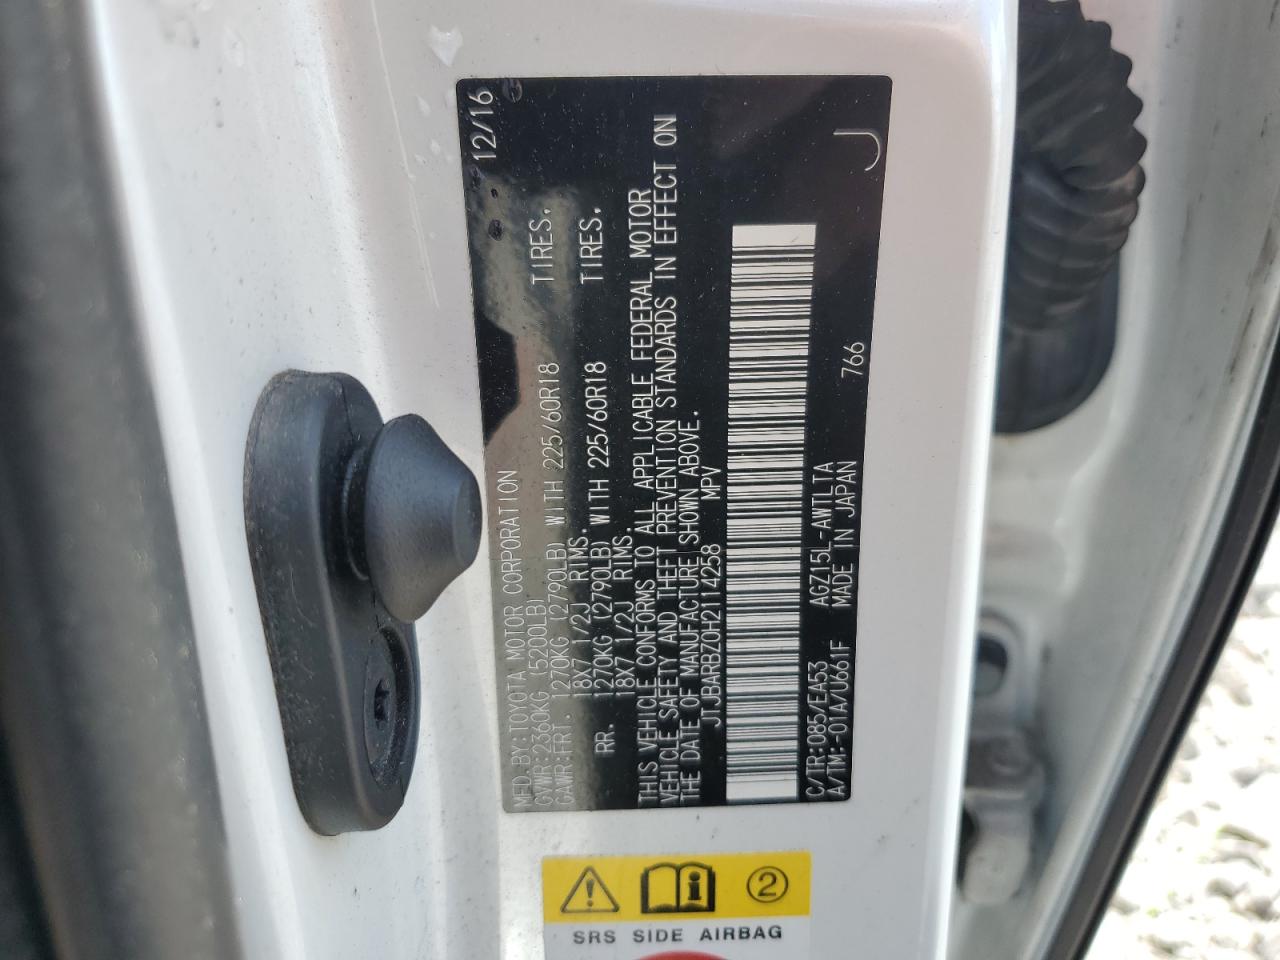 MFD. BY:TOYOTA MOTOR CORPORATION 12/16
GVWR:2360KG (5200LB)
GAWR:FRT. 1270KG (2790LB) WITH 225/60R18 TIRES.
18X7 1/2J RIMS.
RR. 1270KG (2790LB) WITH 225/60R18 TIRES.
18X7 1/2J RIMS.
THIS VEHICLE CONFORMS TO ALL APPLICABLE FEDERAL MOTOR
VEHICLE SAFETY AND THEFT PREVENTION STANDARDS IN EFFECT ON
THE DATE OF MANUFACTURE SHOWN ABOVE.
JTJBARBZ0H2114258 MPV
C/TR:085/EA53 AGZ15L-AWTLTA 766
A/TM:-01A/U661F MADE IN JAPAN J
2
SRS SIDE AIRBAG